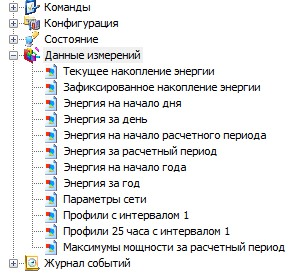 Команды
Конфигурация
Состояние
Данные измерений
Текущее накопление энергии
Зафиксированное накопление энергии
Энергия на начало дня
Энергия за день
Энергия на начало расчетного периода
Энергия за расчетный период
Энергия на начало года
Энергия за год
Параметры сети
Профили с интервалом 1
Профили 25 часа с интервалом 1
Максимумы мощности за расчетный период
Журнал событий